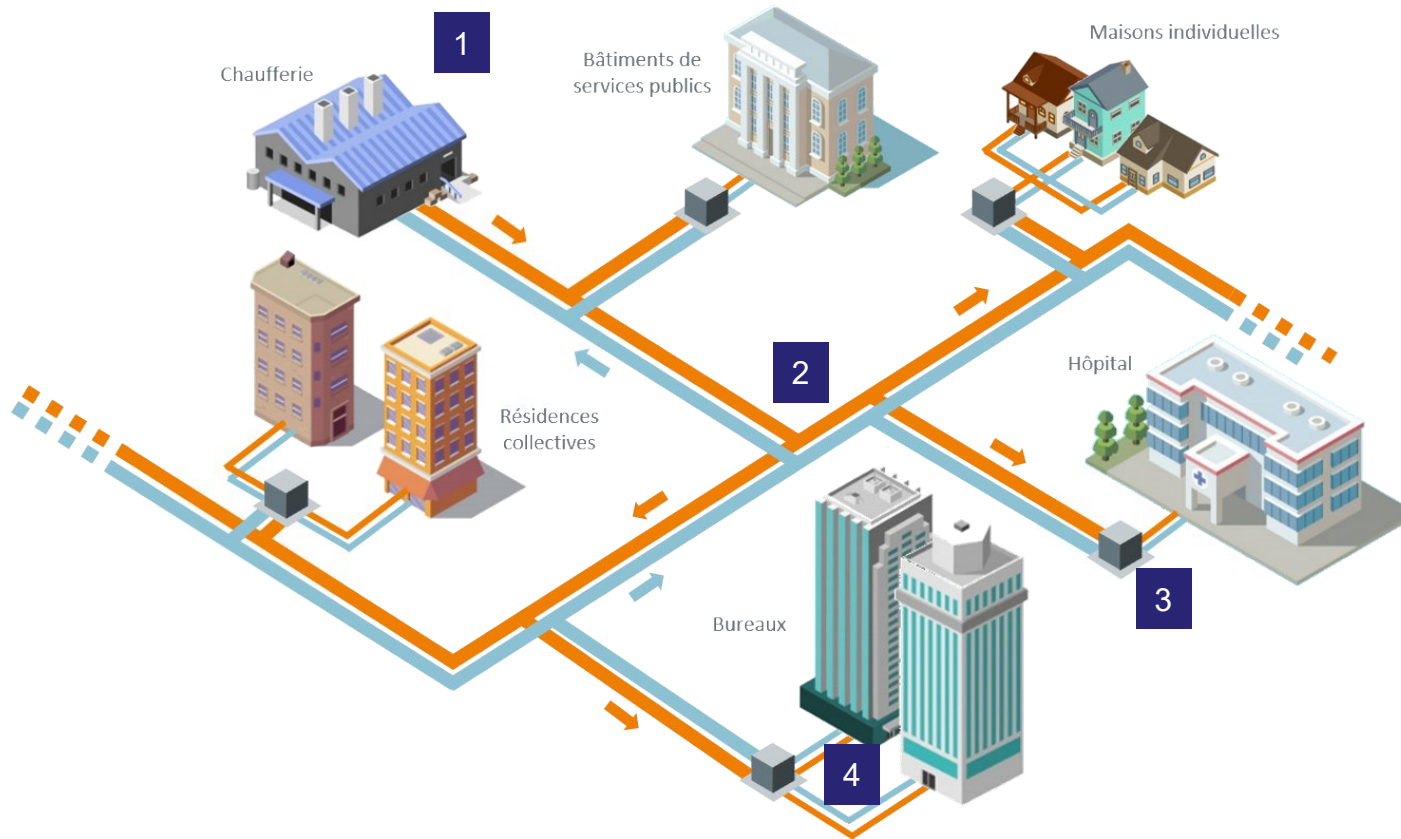 1
Chaufferie
Bâtiments de
services publics
Maisons individuelles
2
Hôpital
Résidences
collectives
3
Bureaux
4